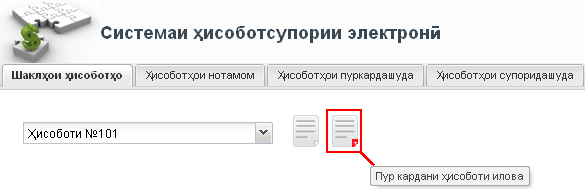 Системаи ҳисоботсупории электронӣ
Шаклҳои ҳисоботҳо
Ҳисоботҳои нотамом
Ҳисоботҳои пуркардашуда
Ҳисоботҳои супоридашуда
Ҳисоботи №101
Пур кардани ҳисоботи илова